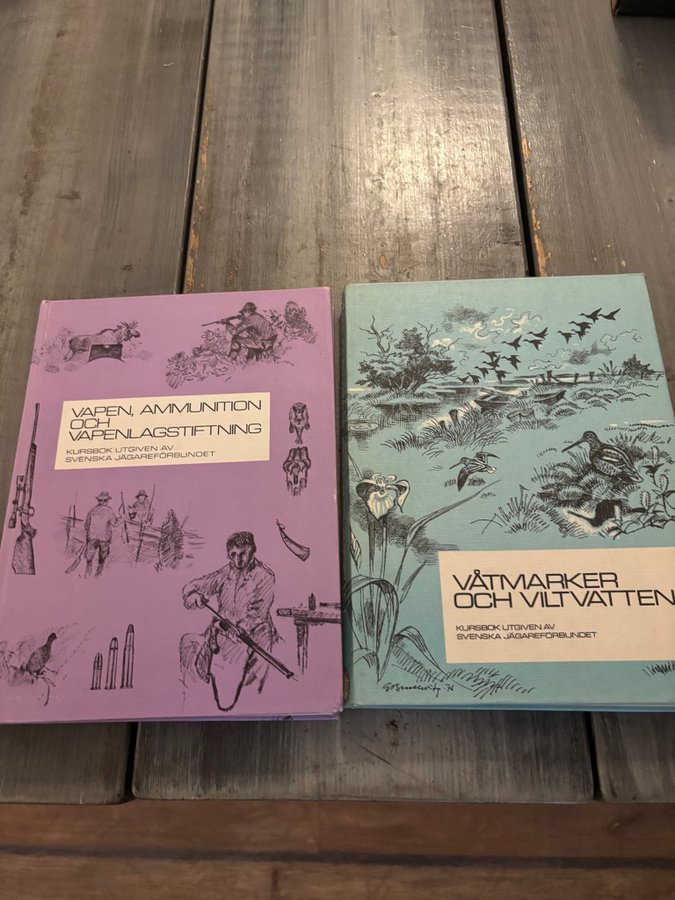 VAPEN, AMMUNITION
OCH
VAPENLAGSTIFTNING
KURSBOK UTGIVEN AV
SVENSKA JÄGAREFÖRBUNDET
VÅTMARKER
OCH VILTVATTEN
KURSBOK UTGIVEN AV
SVENSKA JÄGAREFÖRBUNDET